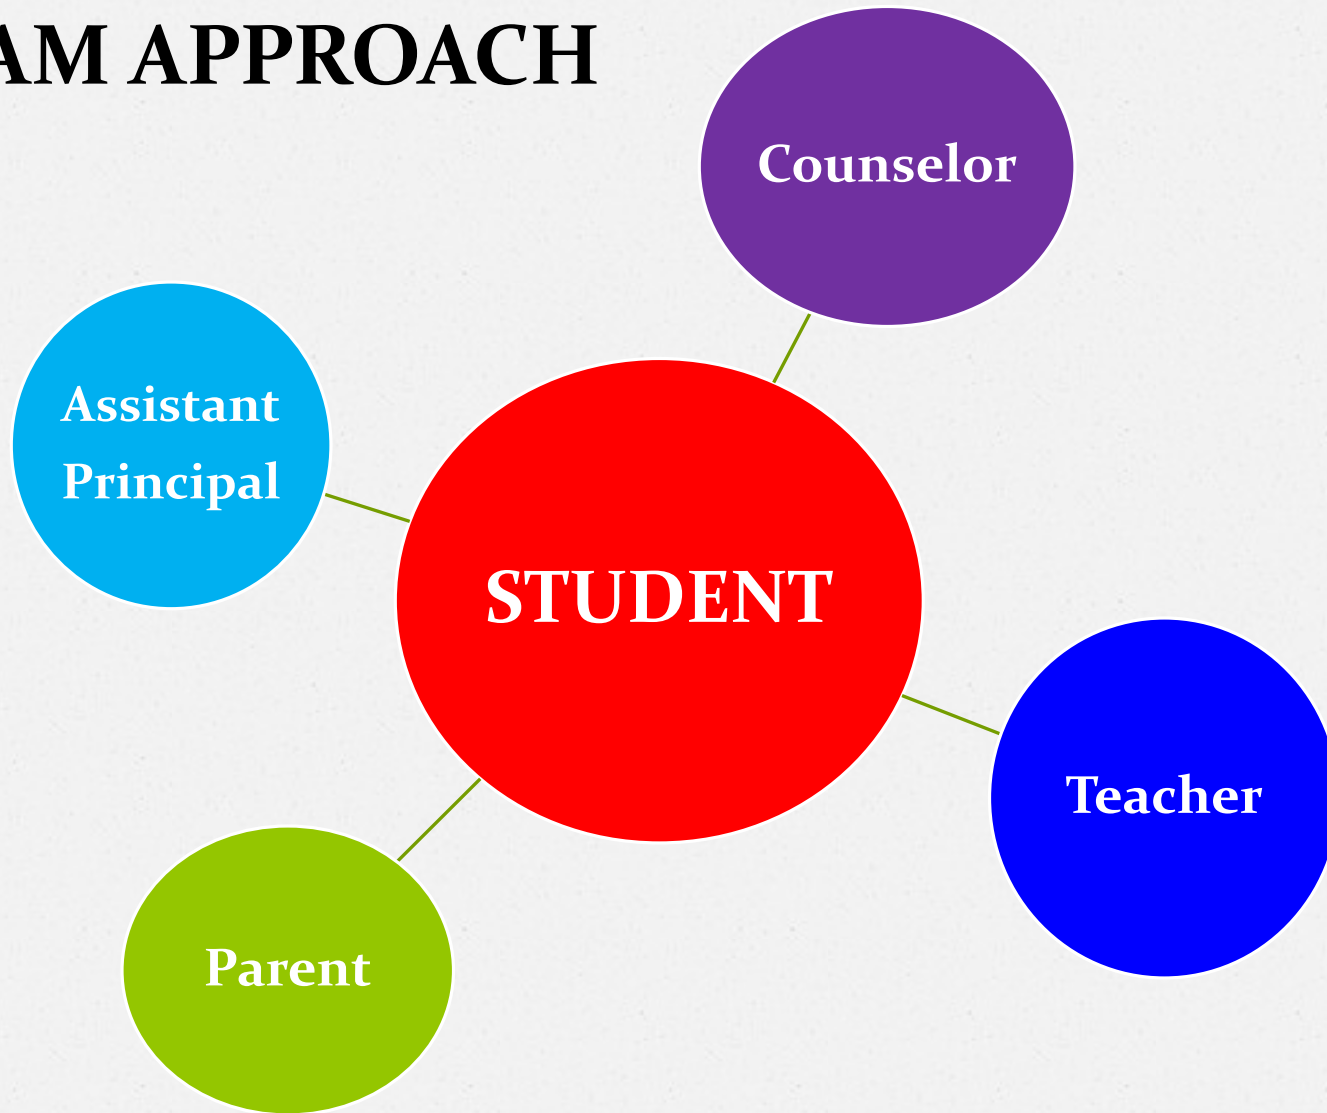 AM APPROACH
Counselor
Assistant
Principal
STUDENT
Teacher
Parent